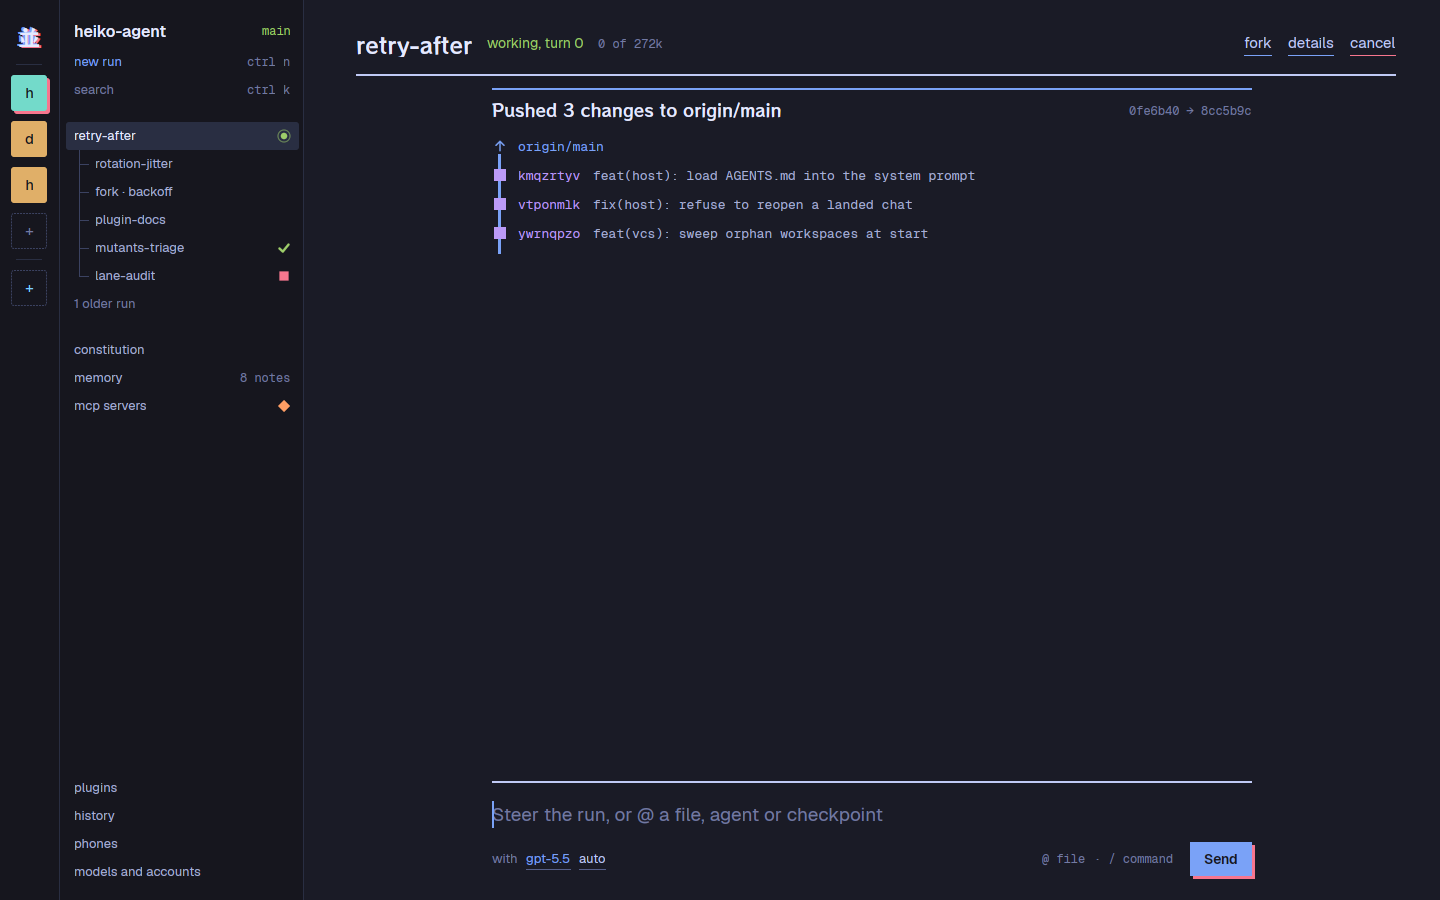 heiko-agent main
new run ctrl n
search ctrl k
h
d
h
+
+
retry-after
rotation-jitter
fork · backoff
plugin-docs
mutants-triage
lane-audit
1 older run
constitution
memory 8 notes
mcp servers
plugins
history
phones
models and accounts
retry-after working, turn 0 0 of 272k
fork details cancel
Pushed 3 changes to origin/main 0fe6b40 → 8cc5b9c
↑ origin/main
kmqzrtyv feat(host): load AGENTS.md into the system prompt
vtponmlk fix(host): refuse to reopen a landed chat
ywrnqpzo feat(vcs): sweep orphan workspaces at start
Steer the run, or @ a file, agent or checkpoint
with gpt-5.5 auto @ file · / command Send